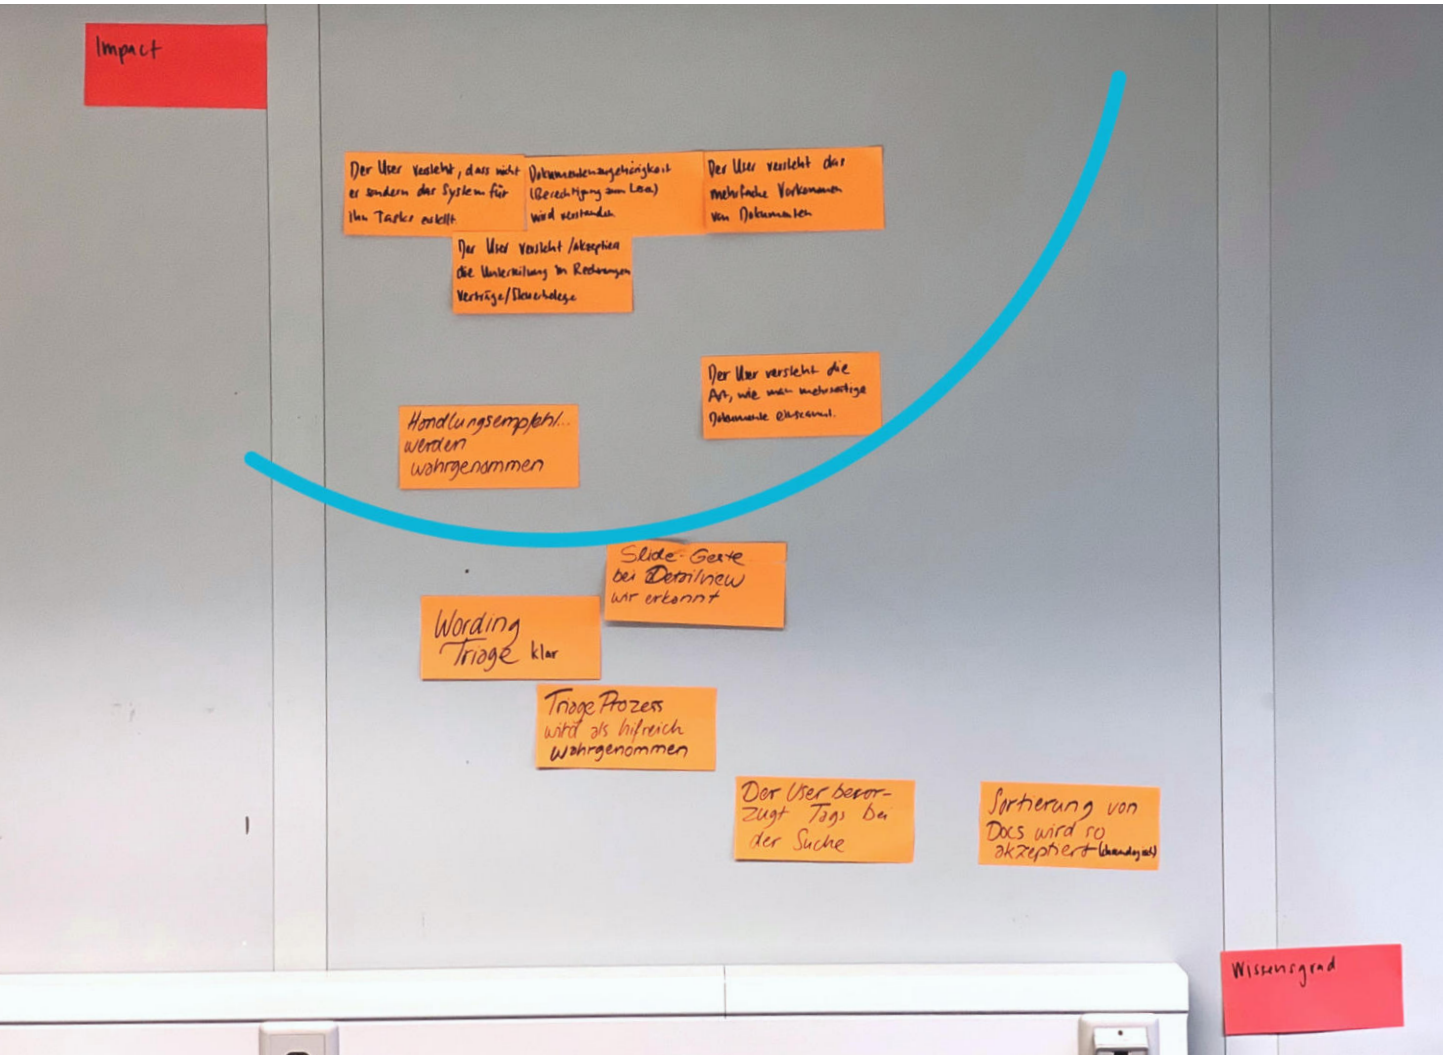 Impact
Der User versteht, dass nicht
er sondern das System für
ihn Tasks erstellt.
Dokumentenzugehörigkeit
(Berechtigung zum Lesen)
wird verstanden
Der User versteht das
mehrfache Vorkommen
von Dokumenten
Der User versteht/akzeptiert
die Unterteilung in Rechnungen
Verträge/Steuerbelege
Der User versteht die
Art, wie man mehrseitige
Dokumente einscannt.
Handlungsempfehl...
werden
wahrgenommen
Slide-Geste
bei Detailview
wir erkannt
Wording
Triage klar
Triage Prozess
wird als hifreich
wahrgenommen
Der User bevor-
zugt Tags bei
der Suche
Sortierung von
Docs wird so
akzeptiert (chronologisch)
Wissensgrad